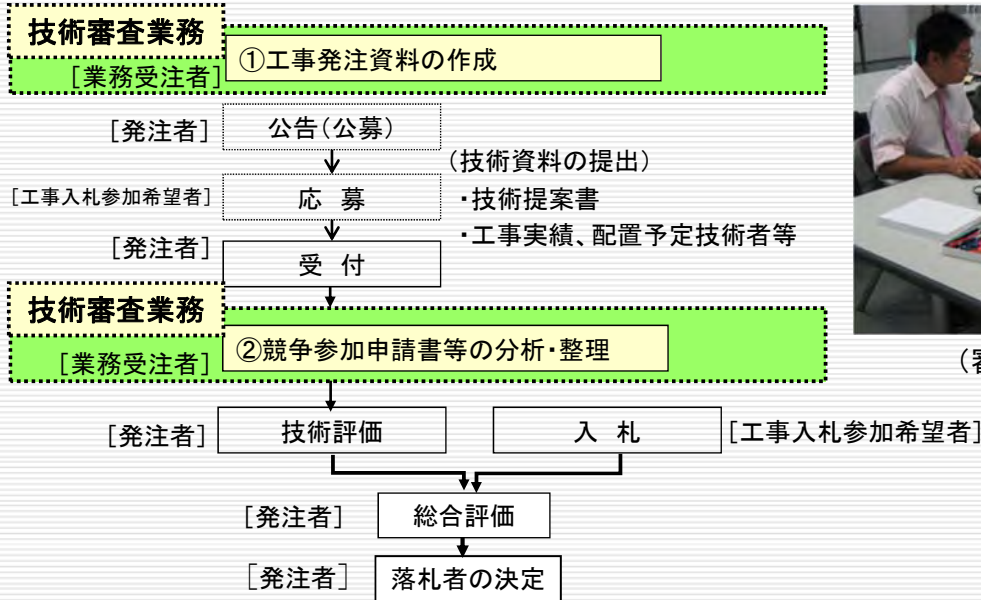 技術審査業務
[業務受注者]
①工事発注資料の作成
[発注者]
公告(公募)
(技術資料の提出)
[工事入札参加希望者]
応 募
・技術提案書
・工事実績、配置予定技術者等
[発注者]
受 付
技術審査業務
[業務受注者]
②競争参加申請書等の分析・整理
(審
[発注者]
技術評価
入 札
[工事入札参加希望者]
[発注者]
総合評価
[発注者]
落札者の決定